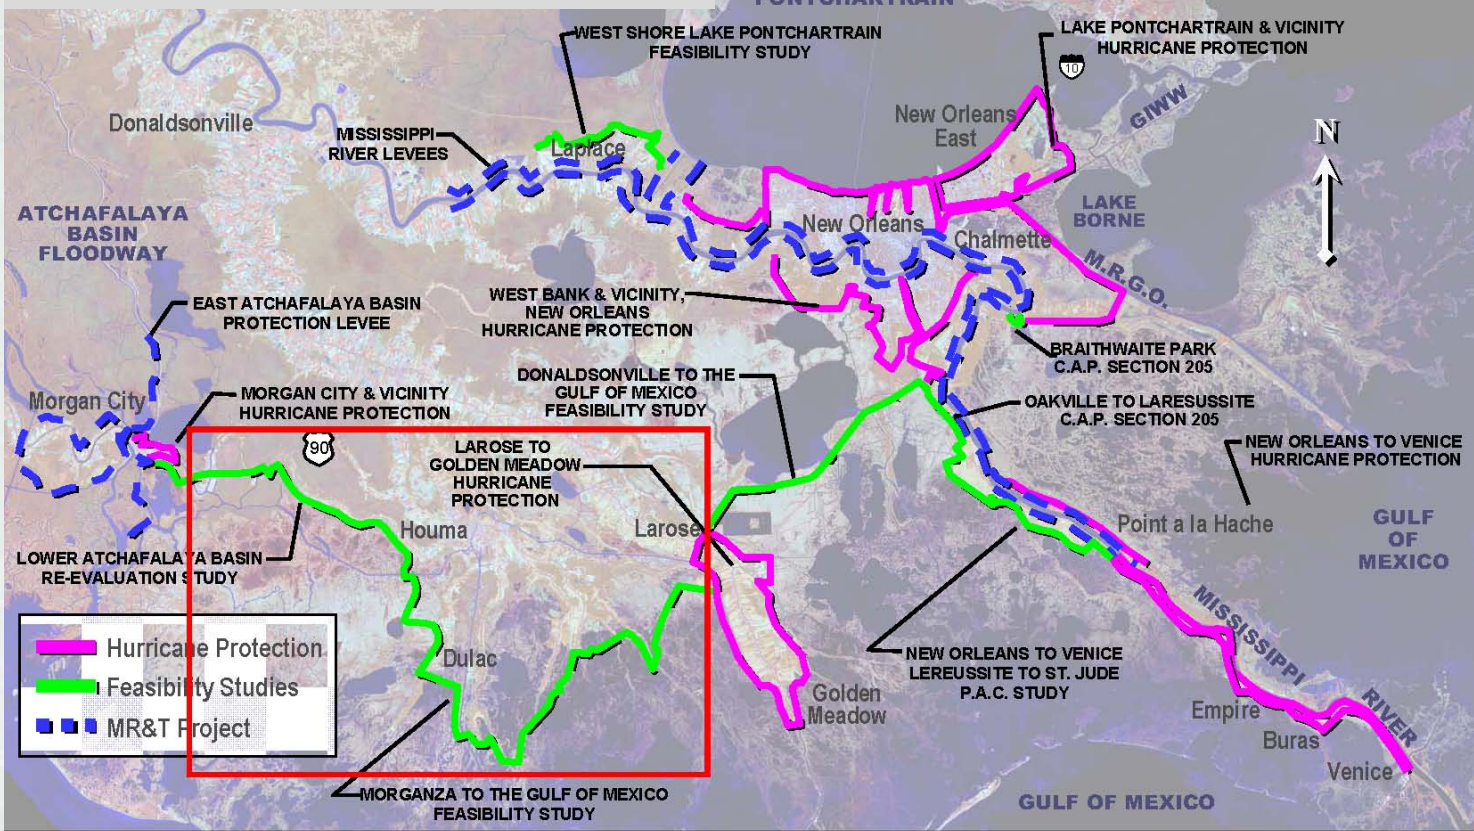 PONTCHARTRAIN
WEST SHORE LAKE PONTCHARTRAIN
FEASIBILITY STUDY
LAKE PONTCHARTRAIN & VICINITY
HURRICANE PROTECTION
10
GIWW
New Orleans
East
Donaldsonville
MISSISSIPPI
RIVER LEVEES
Laplace
N
ATCHAFALAYA
BASIN
FLOODWAY
LAKE
BORNE
New Orleans
Chalmette
M.R.G.O.
EAST ATCHAFALAYA BASIN
PROTECTION LEVEE
WEST BANK & VICINITY,
NEW ORLEANS
HURRICANE PROTECTION
BRAITHWAITE PARK
C.A.P. SECTION 205
DONALDSONVILLE TO THE
GULF OF MEXICO
FEASIBILITY STUDY
Morgan City
MORGAN CITY & VICINITY
HURRICANE PROTECTION
OAKVILLE TO LARESUSSITE
C.A.P. SECTION 205
90
LAROSE TO
GOLDEN MEADOW
HURRICANE
PROTECTION
NEW ORLEANS TO VENICE
HURRICANE PROTECTION
Houma
Larose
Point a la Hache
GULF
OF
MEXICO
LOWER ATCHAFALAYA BASIN
RE-EVALUATION STUDY
MISSISSIPPI
RIVER
Hurricane Protection
Feasibility Studies
MR&T Project
Dulac
NEW ORLEANS TO VENICE
LEREUSSITE TO ST. JUDE
P.A.C. STUDY
Golden
Meadow
Empire
Buras
Venice
MORGANZA TO THE GULF OF MEXICO
FEASIBILITY STUDY
GULF OF MEXICO